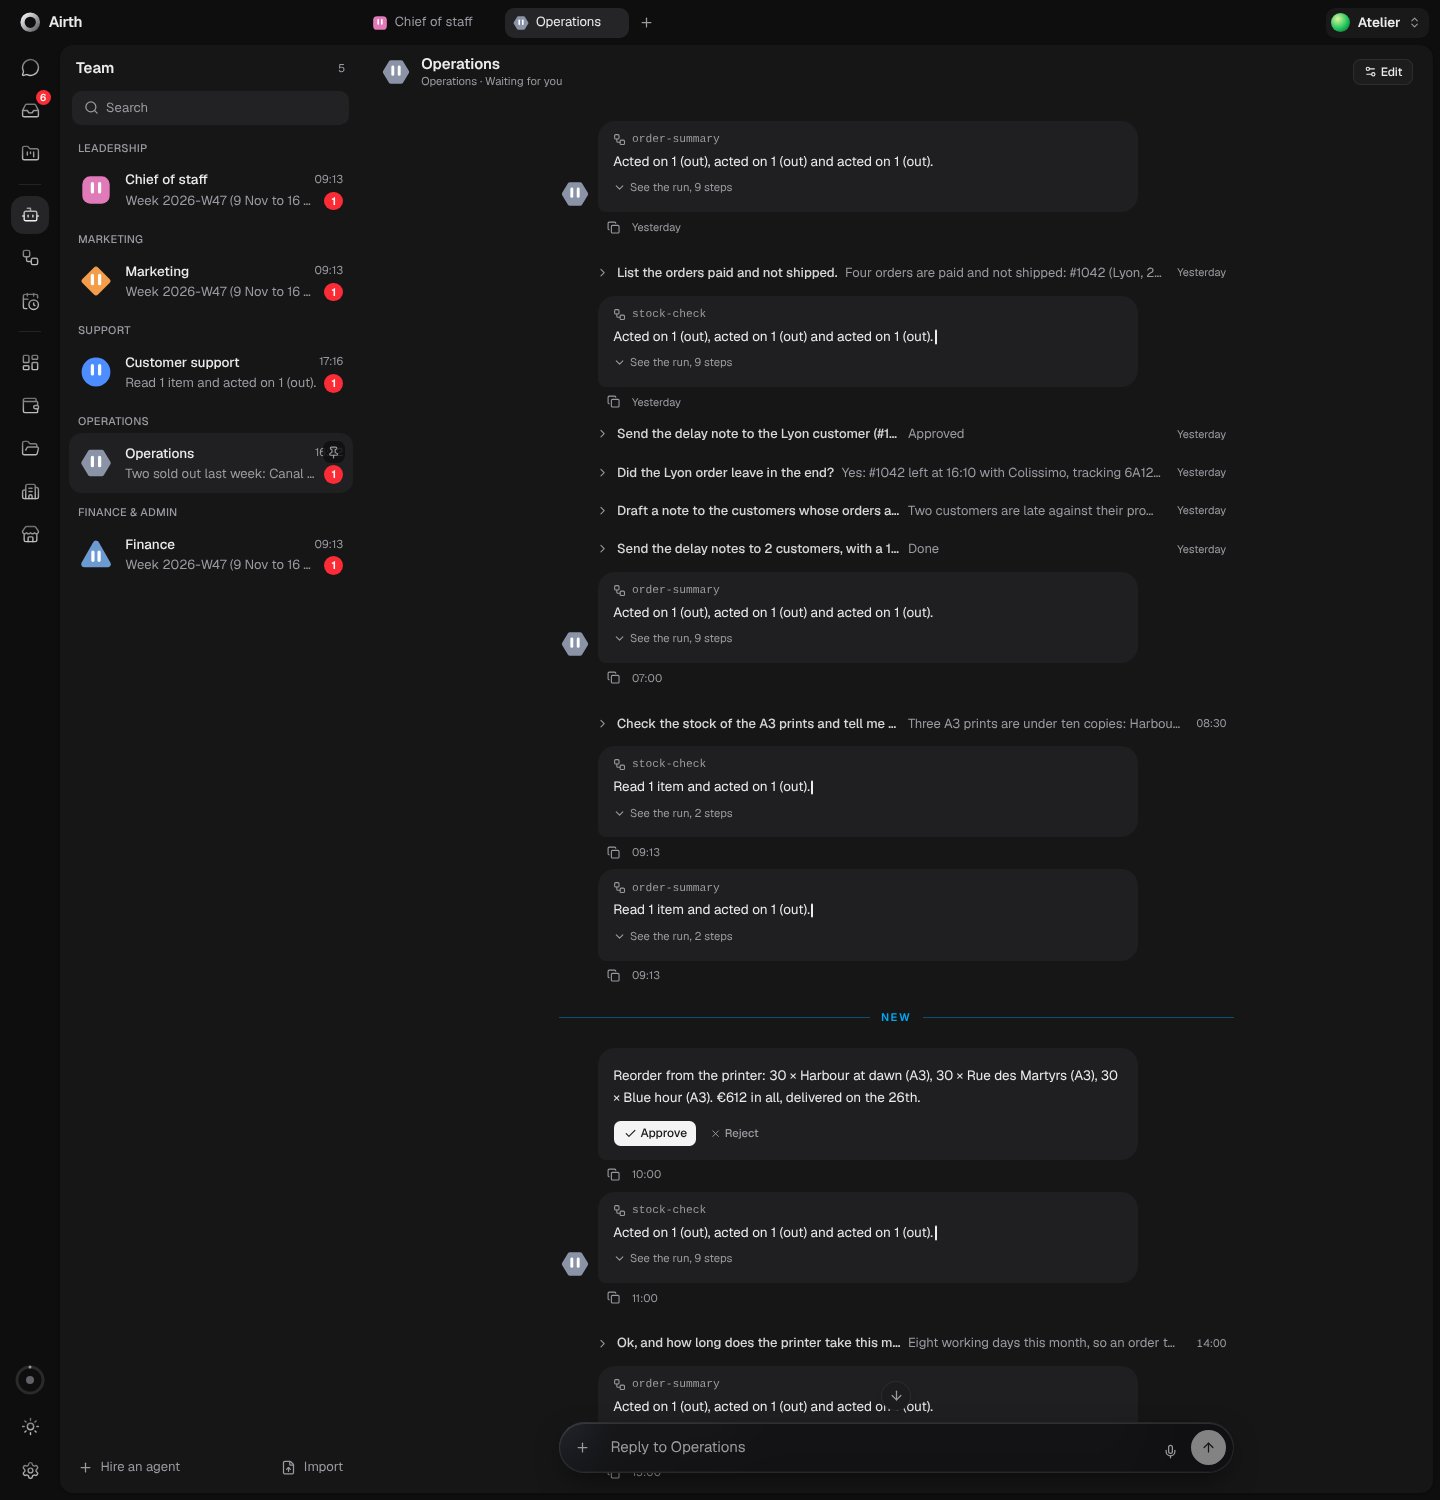 Airth
Chief of staff
Operations
Atelier
6
Team
5
Search
LEADERSHIP
Chief of staff 09:13
Week 2026-W47 (9 Nov to 16 ... 1
MARKETING
Marketing 09:13
Week 2026-W47 (9 Nov to 16 ... 1
SUPPORT
Customer support 17:16
Read 1 item and acted on 1 (out). 1
OPERATIONS
Operations
Two sold out last week: Canal ... 1
FINANCE & ADMIN
Finance 09:13
Week 2026-W47 (9 Nov to 16 ... 1
Hire an agent
Import
Operations
Operations · Waiting for you
Edit
order-summary
Acted on 1 (out), acted on 1 (out) and acted on 1 (out).
See the run, 9 steps
Yesterday
List the orders paid and not shipped. Four orders are paid and not shipped: #1042 (Lyon, 2... Yesterday
stock-check
Acted on 1 (out), acted on 1 (out) and acted on 1 (out).
See the run, 9 steps
Yesterday
Send the delay note to the Lyon customer (#1... Approved Yesterday
Did the Lyon order leave in the end? Yes: #1042 left at 16:10 with Colissimo, tracking 6A12... Yesterday
Draft a note to the customers whose orders a... Two customers are late against their pro... Yesterday
Send the delay notes to 2 customers, with a 1... Done Yesterday
order-summary
Acted on 1 (out), acted on 1 (out) and acted on 1 (out).
See the run, 9 steps
07:00
Check the stock of the A3 prints and tell me ... Three A3 prints are under ten copies: Harbou... 08:30
stock-check
Read 1 item and acted on 1 (out).
See the run, 2 steps
09:13
order-summary
Read 1 item and acted on 1 (out).
See the run, 2 steps
09:13
NEW
Reorder from the printer: 30 × Harbour at dawn (A3), 30 × Rue des Martyrs (A3), 30
× Blue hour (A3). €612 in all, delivered on the 26th.
Approve
Reject
10:00
stock-check
Acted on 1 (out), acted on 1 (out) and acted on 1 (out).
See the run, 9 steps
11:00
Ok, and how long does the printer take this m... Eight working days this month, so an order t... 14:00
order-summary
Acted on 1 (out), acted on 1 (out) and acted (out).
Reply to Operations